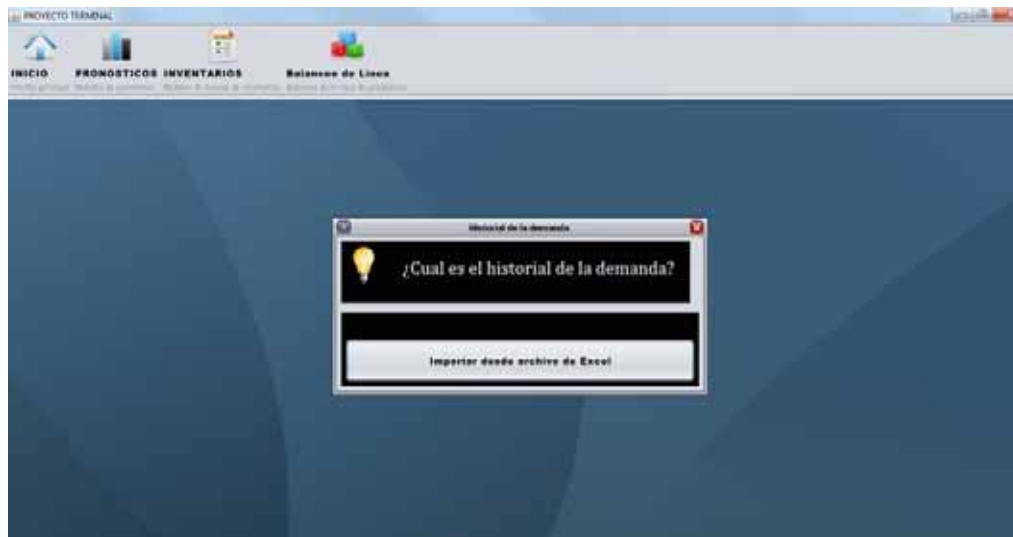 PROYECTO TERMINAL
INICIO
PRONOSTICOS
INVENTARIOS
Balanceo de Linea
Historial de la demanda
¿Cual es el historial de la demanda?
Importar desde archivo de Excel